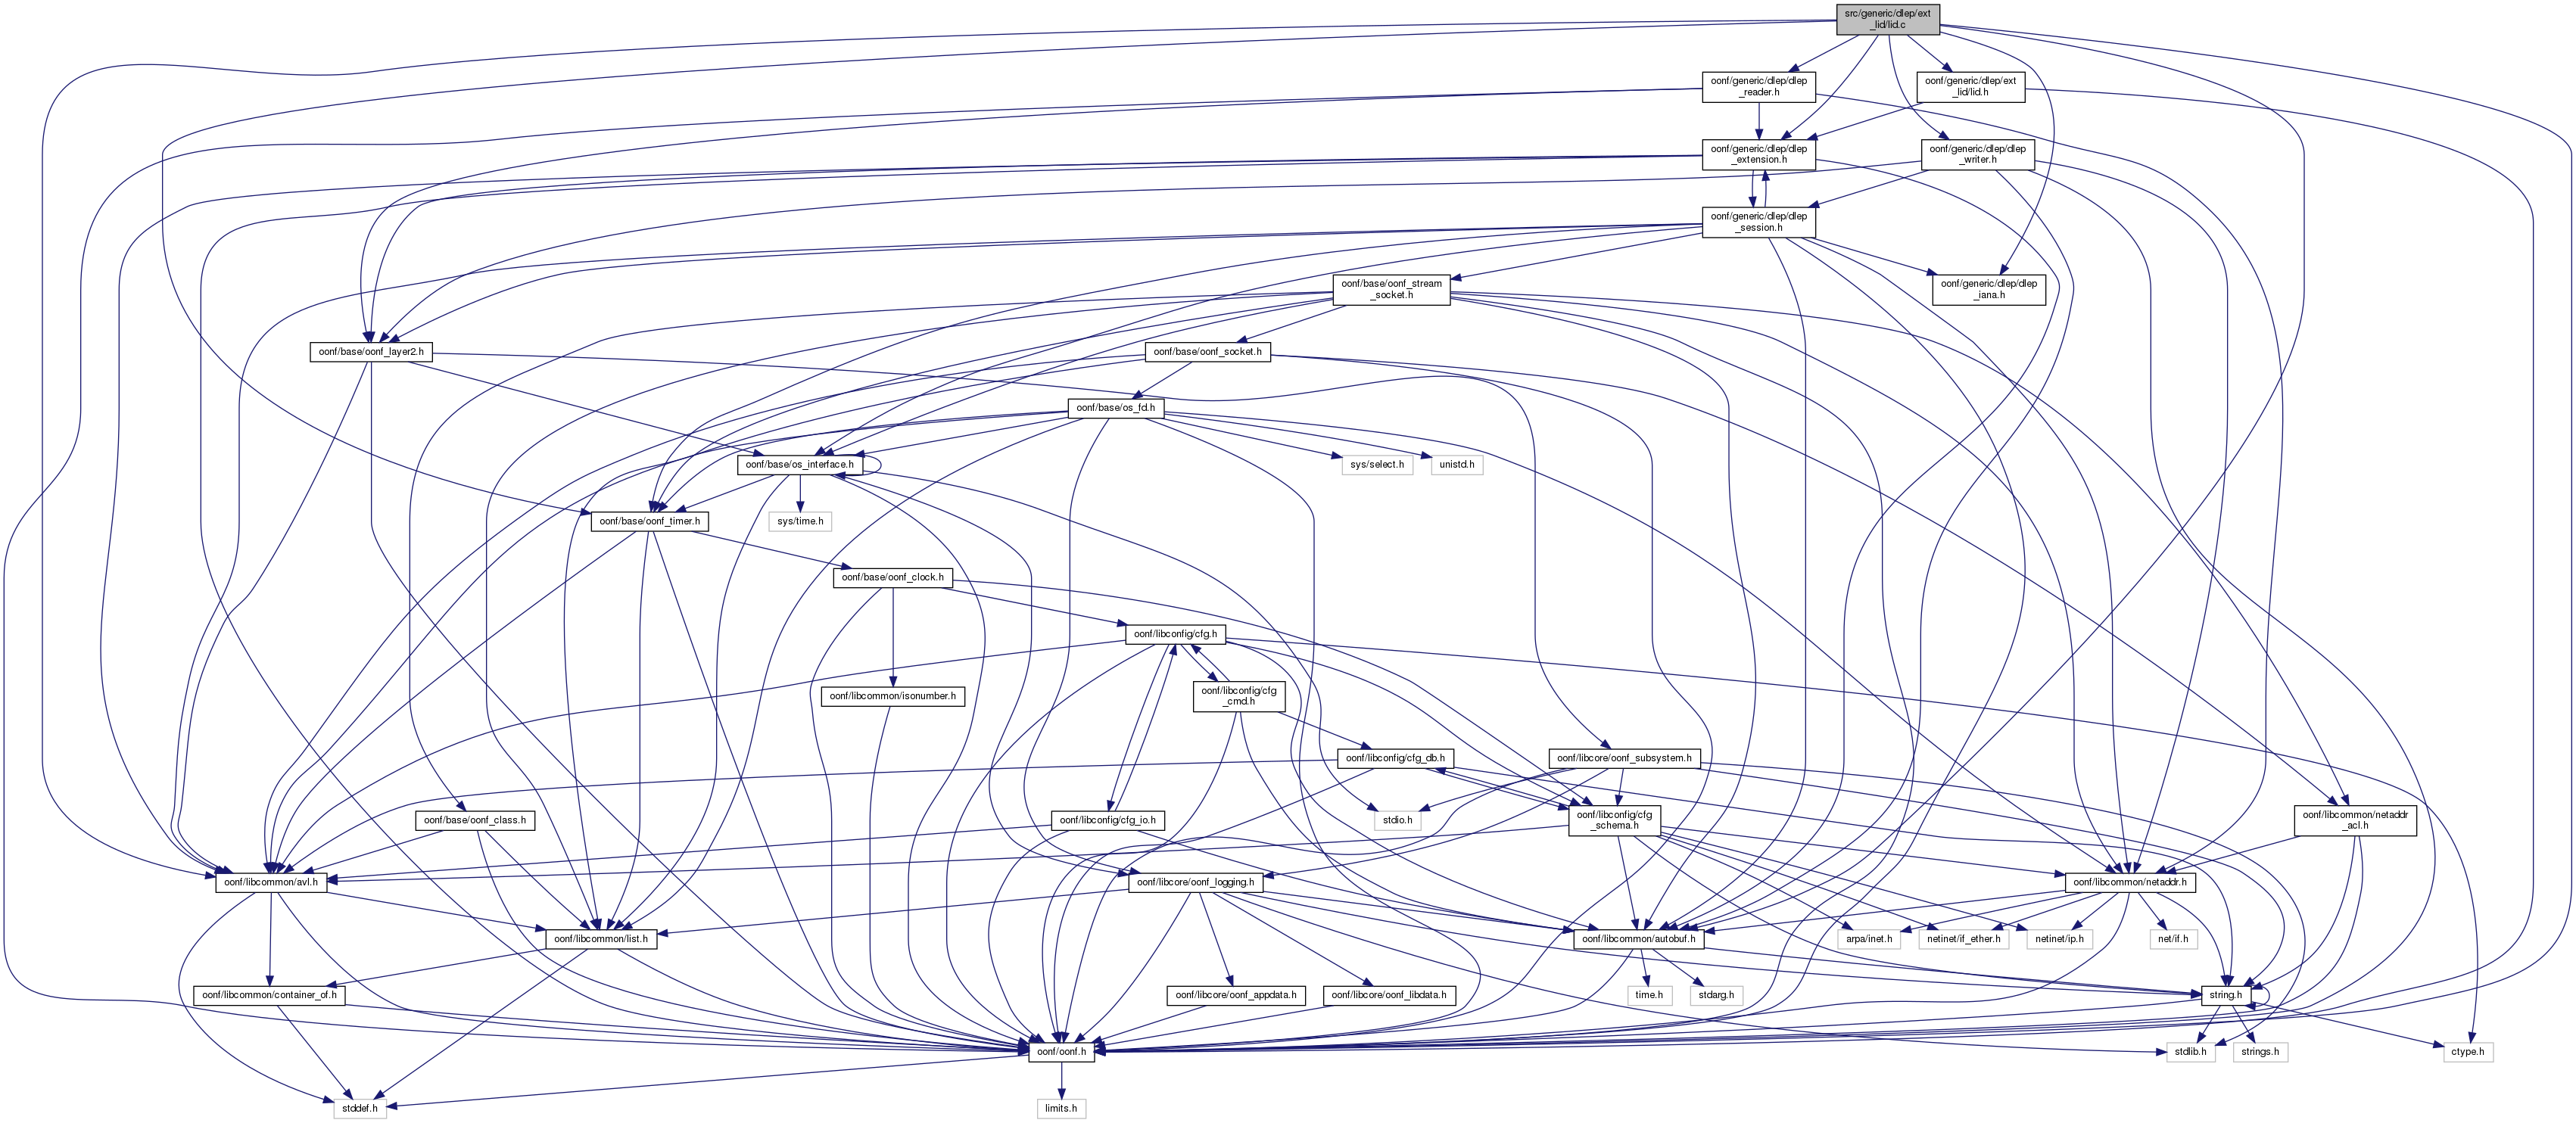 src/generic/dlep/ext
_lid/lid.c
oonf/generic/dlep/dlep
_reader.h
oonf/generic/dlep/ext
_lid/lid.h
oonf/generic/dlep/dlep
_extension.h
oonf/generic/dlep/dlep
_writer.h
oonf/generic/dlep/dlep
_session.h
oonf/base/oonf_stream
_socket.h
oonf/generic/dlep/dlep
_iana.h
oonf/base/oonf_layer2.h
oonf/base/oonf_socket.h
oonf/base/os_fd.h
oonf/base/os_interface.h
sys/select.h
unistd.h
oonf/base/oonf_timer.h
sys/time.h
oonf/base/oonf_clock.h
oonf/libconfig/cfg.h
oonf/libcommon/isonumber.h
oonf/libconfig/cfg
_cmd.h
oonf/libconfig/cfg_db.h
oonf/libcore/oonf_subsystem.h
oonf/base/oonf_class.h
oonf/libconfig/cfg_io.h
stdio.h
oonf/libconfig/cfg
_schema.h
oonf/libcommon/netaddr
_acl.h
oonf/libcommon/avl.h
oonf/libcore/oonf_logging.h
oonf/libcommon/netaddr.h
oonf/libcommon/list.h
oonf/libcommon/autobuf.h
arpa/inet.h
netinet/if_ether.h
netinet/ip.h
net/if.h
oonf/libcommon/container_of.h
oonf/libcore/oonf_appdata.h
oonf/libcore/oonf_libdata.h
time.h
stdarg.h
string.h
oonf/oonf.h
stdlib.h
strings.h
ctype.h
stddef.h
limits.h